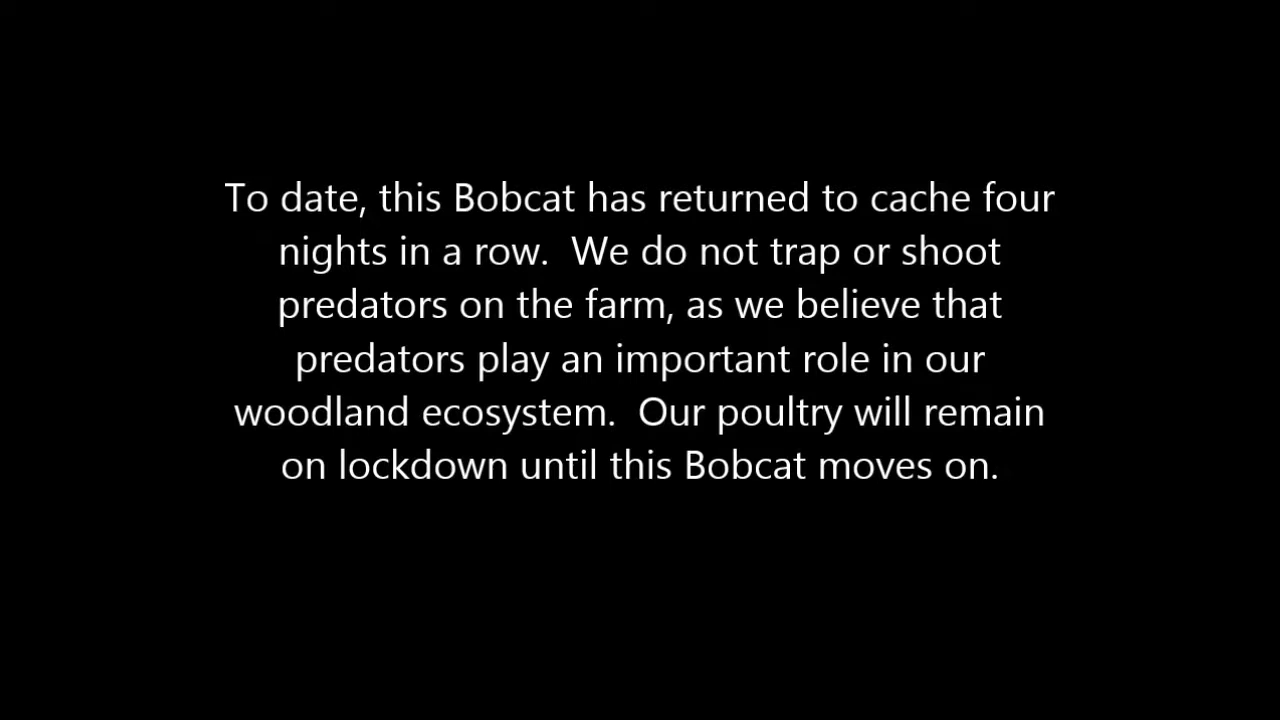 To date, this Bobcat has returned to cache four
nights in a row.  We do not trap or shoot
predators on the farm, as we believe that
predators play an important role in our
woodland ecosystem.  Our poultry will remain
on lockdown until this Bobcat moves on.